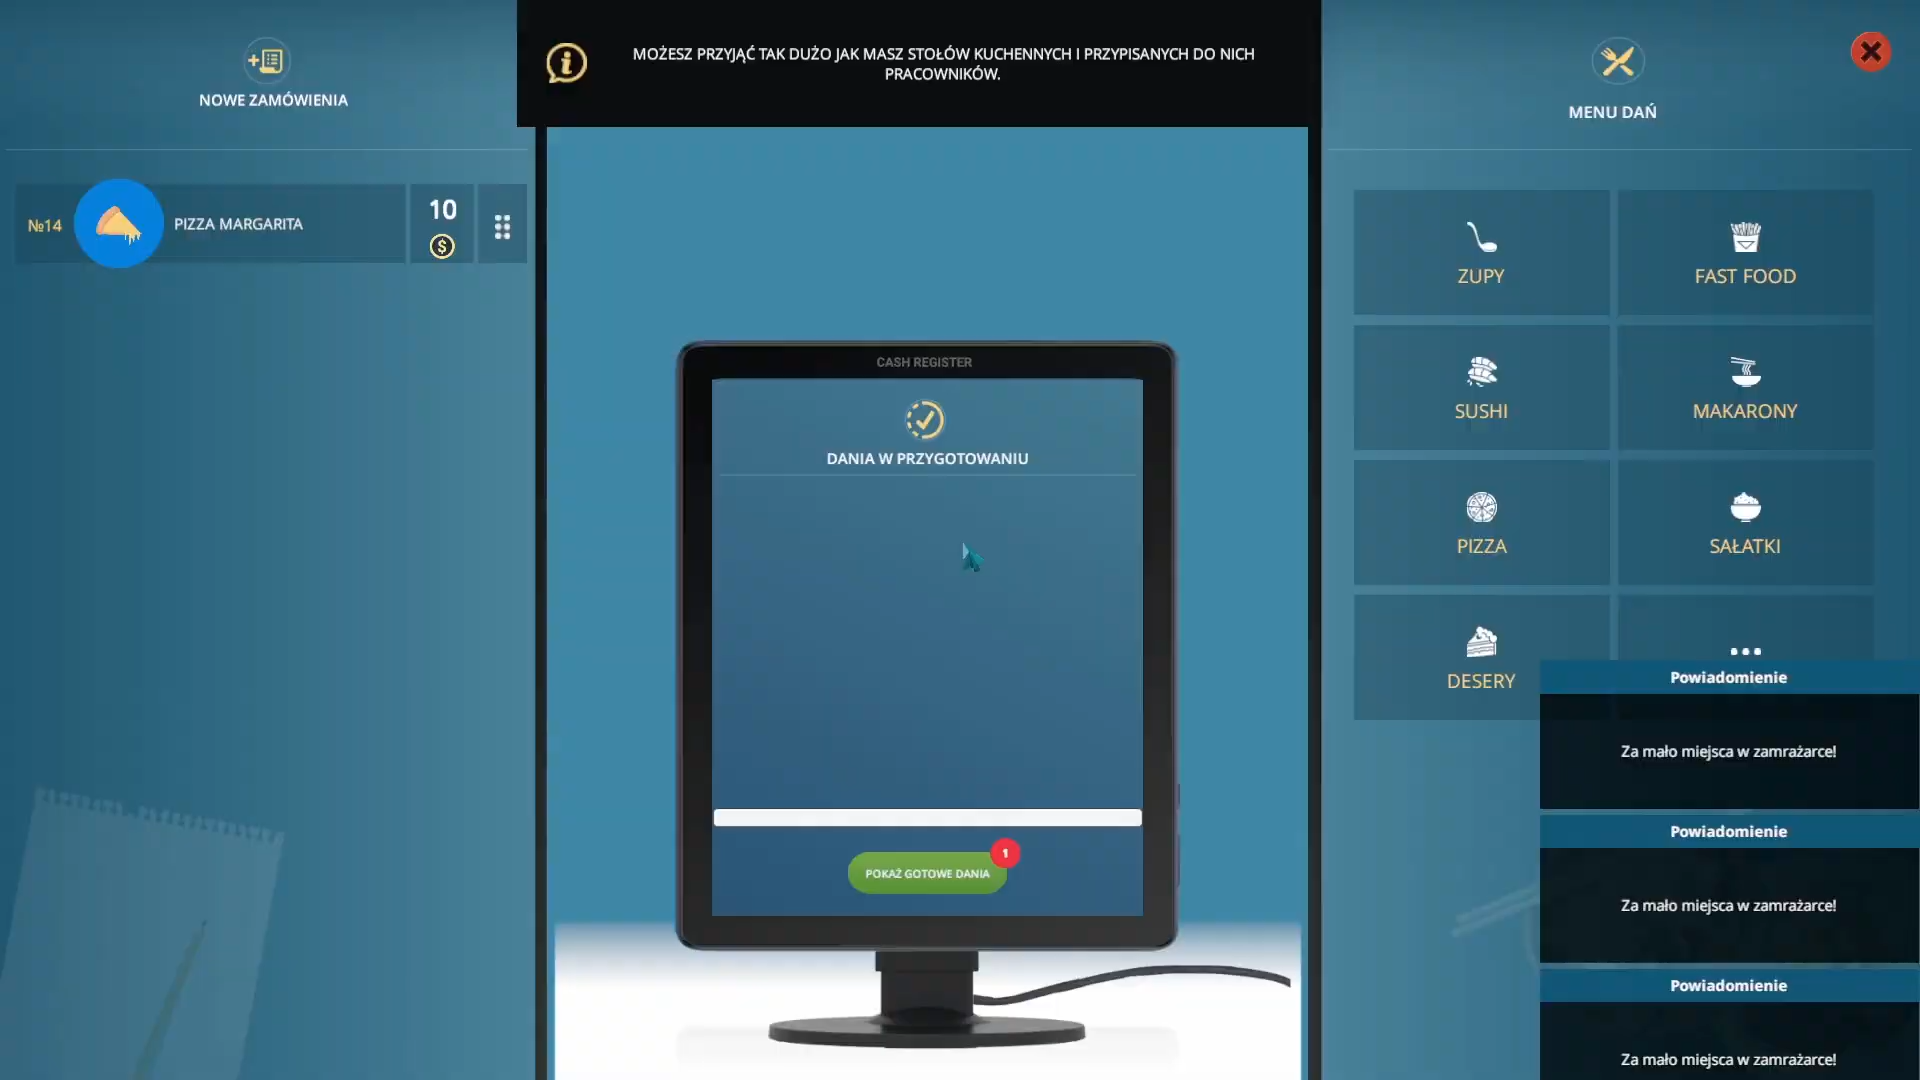 NOWE ZAMÓWIENIA
№14
PIZZA MARGARITA
10
MOŻESZ PRZYJĄĆ TAK DUŻO JAK MASZ STOŁÓW KUCHENNYCH I PRZYPISANYCH DO NICH
PRACOWNIKÓW.
CASH REGISTER
DANIA W PRZYGOTOWANIU
POKAŻ GOTOWE DANIA
1
MENU DAŃ
ZUPY
FAST FOOD
SUSHI
MAKARONY
PIZZA
SAŁATKI
DESERY
Powiadomienie
Za mało miejsca w zamrażarce!
Powiadomienie
Za mało miejsca w zamrażarce!
Powiadomienie
Za mało miejsca w zamrażarce!